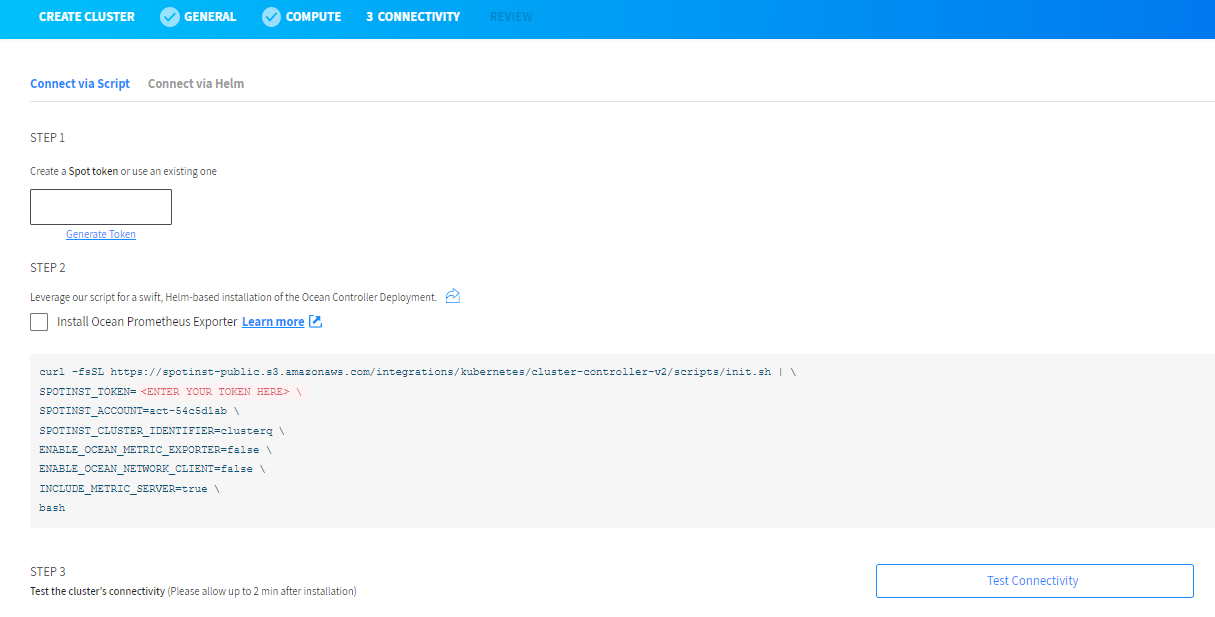 CREATE CLUSTER GENERAL COMPUTE 3 CONNECTIVITY REVIEW
Connect via Script Connect via Helm
STEP 1
Create a Spot token or use an existing one
Generate Token
STEP 2
Leverage our script for a swift, Helm-based installation of the Ocean Controller Deployment.
Install Ocean Prometheus Exporter Learn more
curl -fsSL https://spotinst-public.s3.amazonaws.com/integrations/kubernetes/cluster-controller-v2/scripts/init.sh | \
SPOTINST_TOKEN= <ENTER YOUR TOKEN HERE> \
SPOTINST_ACCOUNT=act-54c5d1ab \
SPOTINST_CLUSTER_IDENTIFIER=clusterq \
ENABLE_OCEAN_METRIC_EXPORTER=false \
ENABLE_OCEAN_NETWORK_CLIENT=false \
INCLUDE_METRIC_SERVER=true \
bash
STEP 3
Test the cluster's connectivity (Please allow up to 2 min after installation)
Test Connectivity